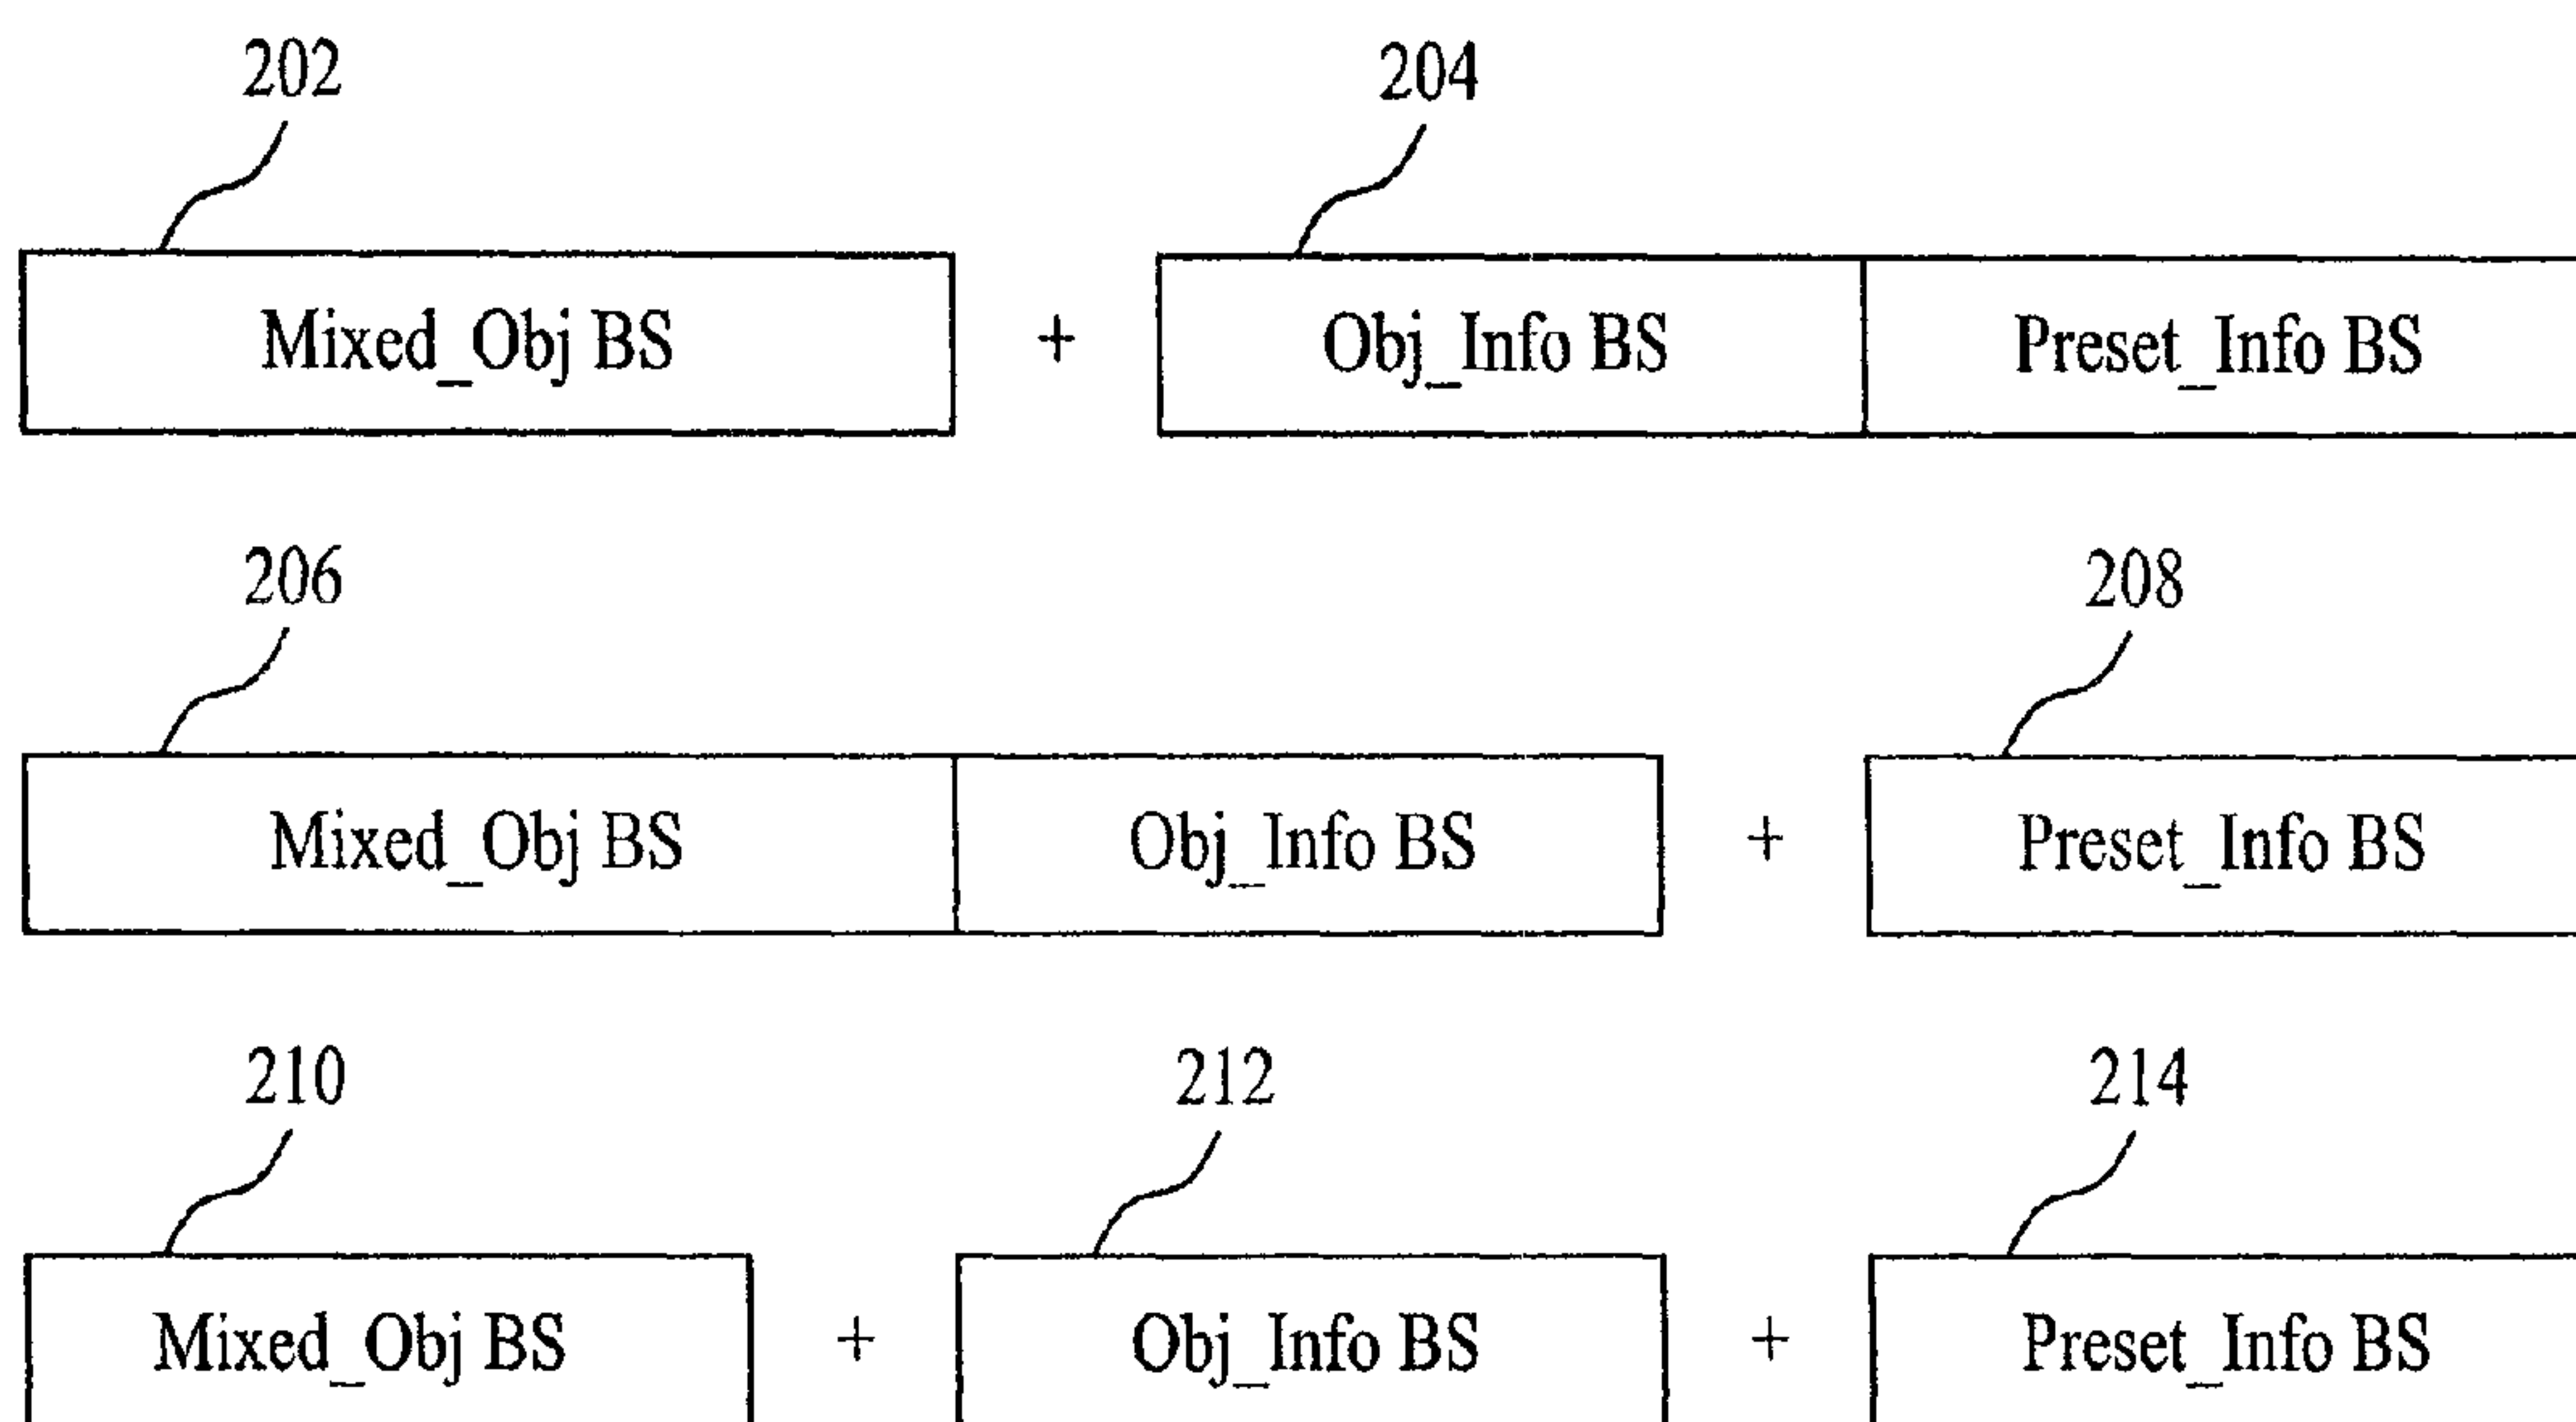 202 204
Mixed_Obj BS + Obj_Info BS Preset_Info BS
206 208
Mixed_Obj BS Obj_Info BS + Preset_Info BS
210 212 214
Mixed_Obj BS + Obj_Info BS + Preset_Info BS